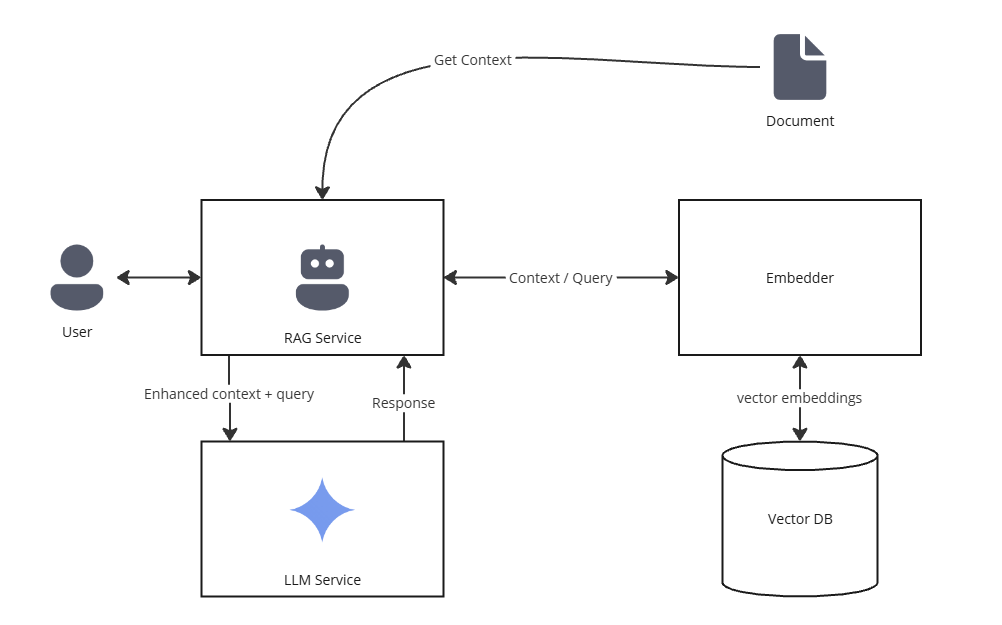 Get Context
Document
User
RAG Service
Context / Query
Embedder
Enhanced context + query
Response
vector embeddings
LLM Service
Vector DB